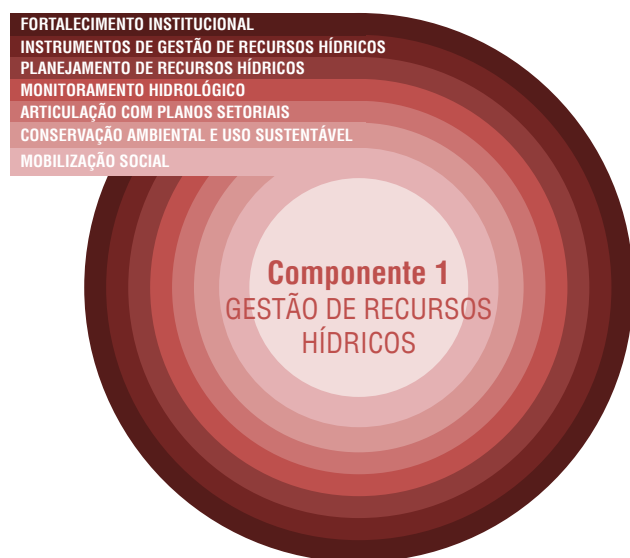 FORTALECIMENTO INSTITUCIONAL
INSTRUMENTOS DE GESTÃO DE RECURSOS HÍDRICOS
PLANEJAMENTO DE RECURSOS HÍDRICOS
MONITORAMENTO HIDROLÓGICO
ARTICULAÇÃO COM PLANOS SETORIAIS
CONSERVAÇÃO AMBIENTAL E USO SUSTENTÁVEL
MOBILIZAÇÃO SOCIAL
Componente 1
GESTÃO DE RECURSOS
HÍDRICOS